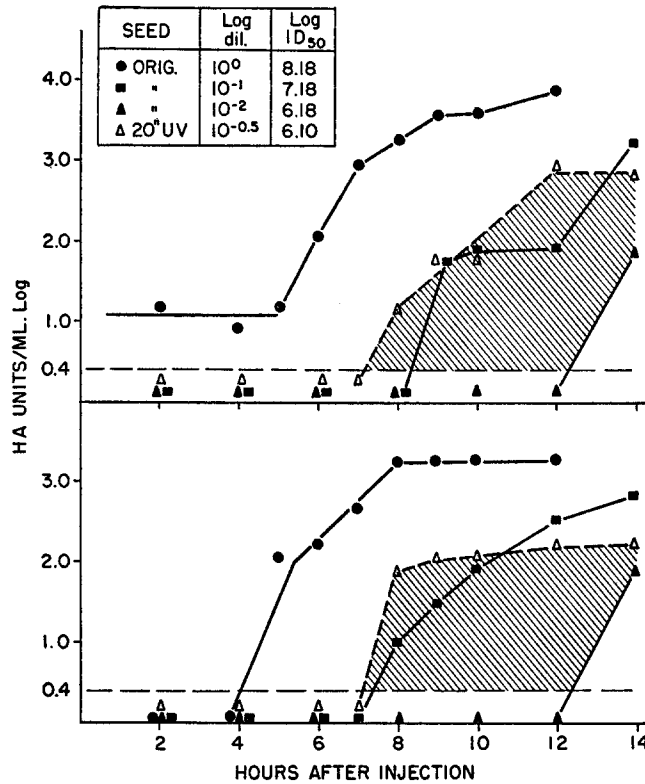 SEED Log dil. Log ID₅₀
● ORIG. 10⁰ 8.18
■ " 10⁻¹ 7.18
▲ " 10⁻² 6.18
△ 20" UV 10⁻⁰·⁵ 6.10
4.0
3.0
2.0
1.0
0.4
HA UNITS/ML. Log
3.0
2.0
1.0
0.4
2 4 6 8 10 12 14
HOURS AFTER INJECTION